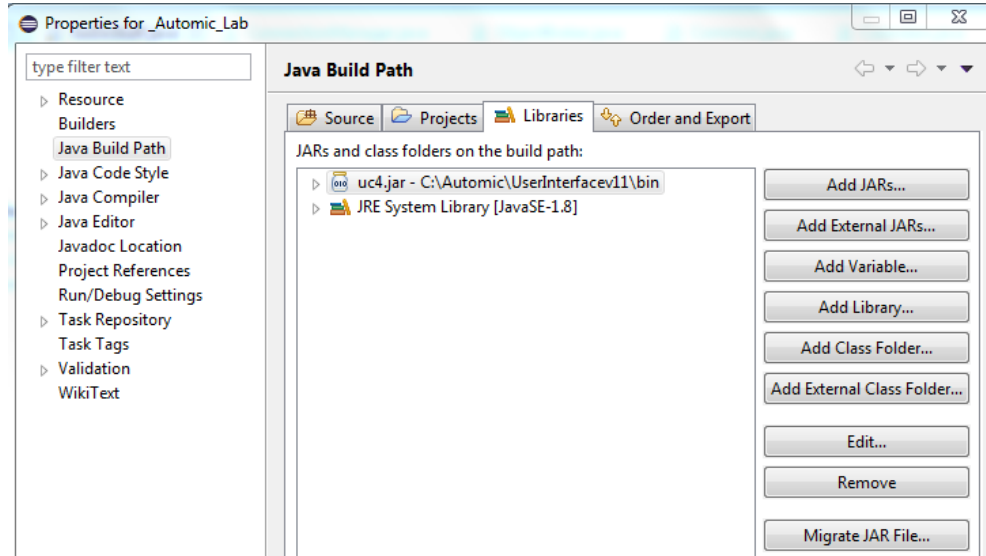 Properties for _Automic_Lab
type filter text
Resource
Builders
Java Build Path
Java Code Style
Java Compiler
Java Editor
Javadoc Location
Project References
Run/Debug Settings
Task Repository
Task Tags
Validation
WikiText
Java Build Path
Source Projects Libraries Order and Export
JARs and class folders on the build path:
uc4.jar - C:\Automic\UserInterfacev11\bin
JRE System Library [JavaSE-1.8]
Add JARs...
Add External JARs...
Add Variable...
Add Library...
Add Class Folder...
Add External Class Folder...
Edit...
Remove
Migrate JAR File...